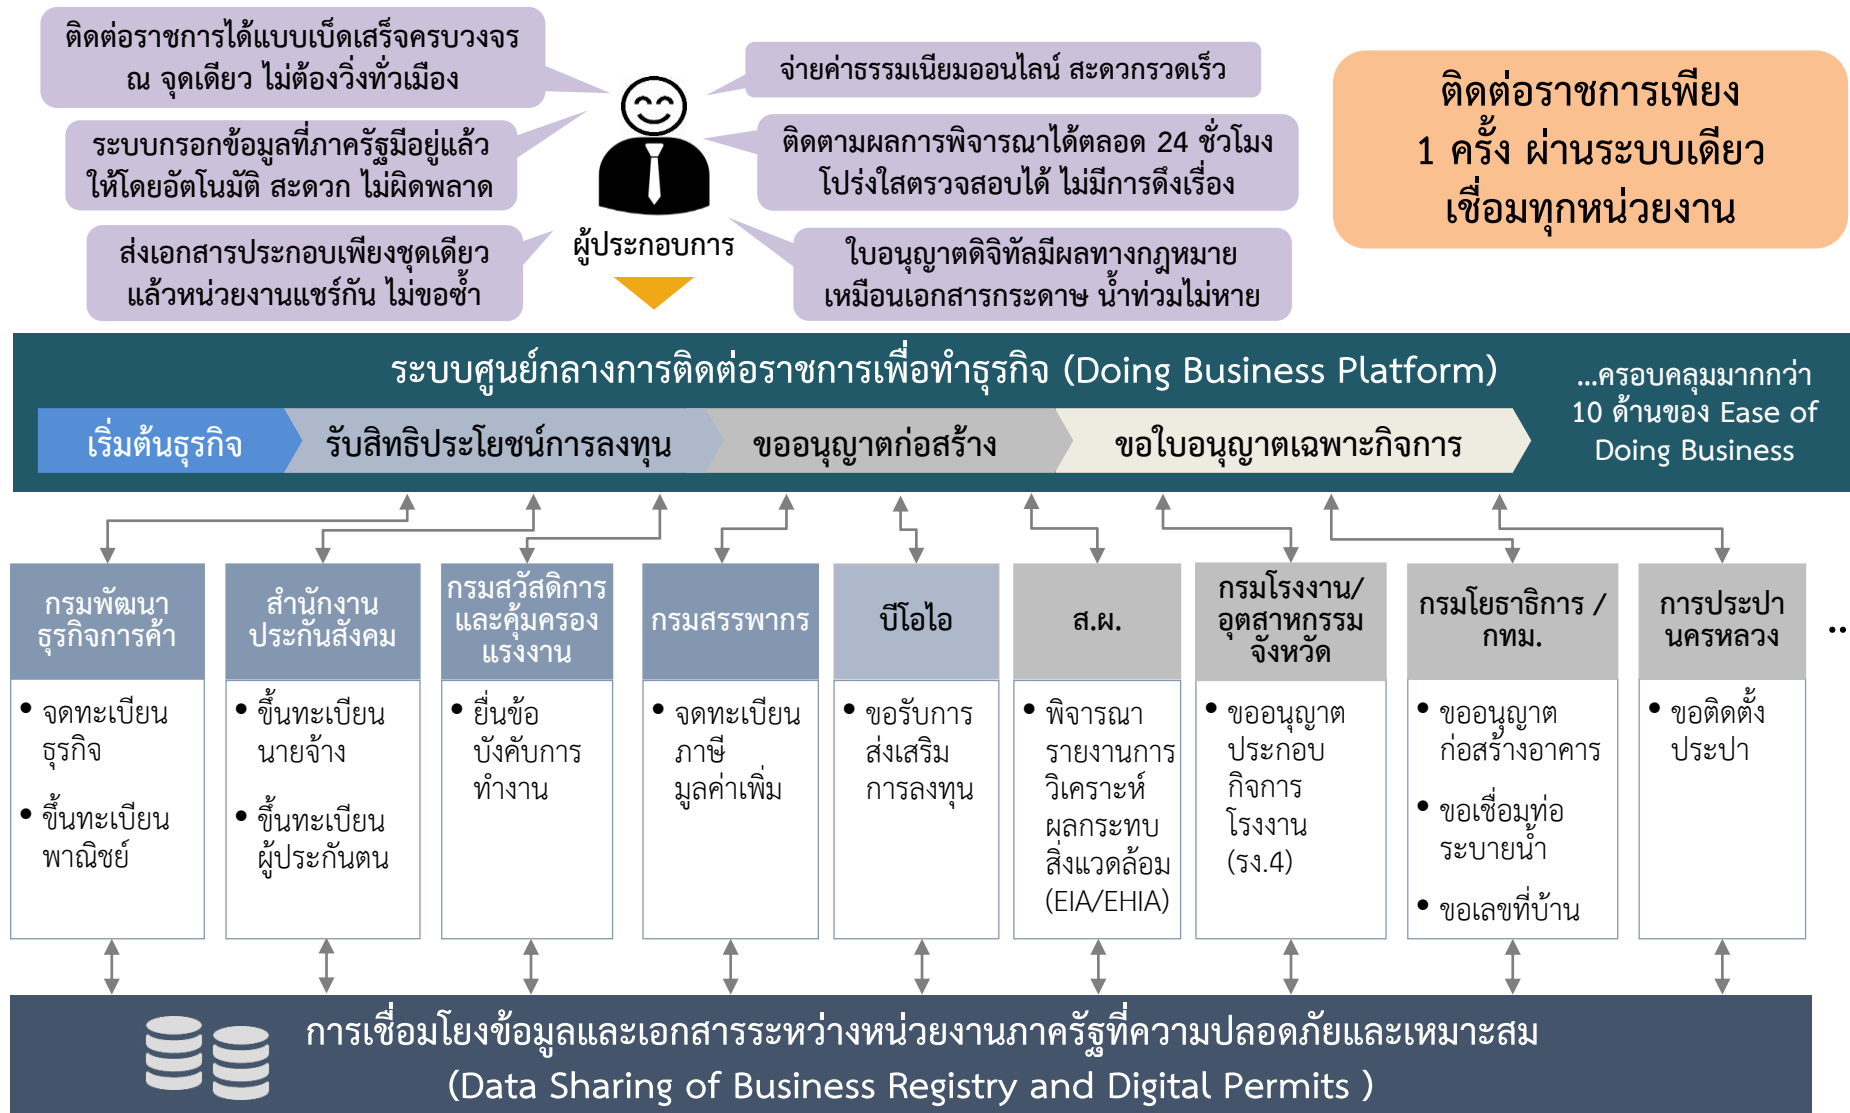 ติดต่อราชการได้แบบเบ็ดเสร็จครบวงจร
ณ จุดเดียว ไม่ต้องวิ่งทั่วเมือง
ระบบกรอกข้อมูลที่ภาครัฐมีอยู่แล้ว
ให้โดยอัตโนมัติ สะดวก ไม่ผิดพลาด
ส่งเอกสารประกอบเพียงชุดเดียว
แล้วหน่วยงานแชร์กัน ไม่ขอซ้ำ
ผู้ประกอบการ
จ่ายค่าธรรมเนียมออนไลน์ สะดวกรวดเร็ว
ติดตามผลการพิจารณาได้ตลอด 24 ชั่วโมง
โปร่งใสตรวจสอบได้ ไม่มีการดึงเรื่อง
ใบอนุญาตดิจิทัลมีผลทางกฎหมาย
เหมือนเอกสารกระดาษ น้ำท่วมไม่หาย
ติดต่อราชการเพียง
1 ครั้ง ผ่านระบบเดียว
เชื่อมทุกหน่วยงาน
ระบบศูนย์กลางการติดต่อราชการเพื่อทำธุรกิจ (Doing Business Platform)
เริ่มต้นธุรกิจ
รับสิทธิประโยชน์การลงทุน
ขออนุญาตก่อสร้าง
ขอใบอนุญาตเฉพาะกิจการ
...ครอบคลุมมากกว่า
10 ด้านของ Ease of
Doing Business
กรมพัฒนา
ธุรกิจการค้า
• จดทะเบียน
ธุรกิจ
• ขึ้นทะเบียน
พาณิชย์
สำนักงาน
ประกันสังคม
• ขึ้นทะเบียน
นายจ้าง
• ขึ้นทะเบียน
ผู้ประกันตน
กรมสวัสดิการ
และคุ้มครอง
แรงงาน
• ยื่นข้อ
บังคับการ
ทำงาน
กรมสรรพากร
• จดทะเบียน
ภาษี
มูลค่าเพิ่ม
บีโอไอ
• ขอรับการ
ส่งเสริม
การลงทุน
ส.ผ.
• พิจารณา
รายงานการ
วิเคราะห์
ผลกระทบ
สิ่งแวดล้อม
(EIA/EHIA)
กรมโรงงาน/
อุตสาหกรรม
จังหวัด
• ขออนุญาต
ประกอบ
กิจการ
โรงงาน
(รง.4)
กรมโยธาธิการ /
กทม.
• ขออนุญาต
ก่อสร้างอาคาร
• ขอเชื่อมท่อ
ระบายน้ำ
• ขอเลขที่บ้าน
การประปา
นครหลวง
• ขอติดตั้ง
ประปา
..
การเชื่อมโยงข้อมูลและเอกสารระหว่างหน่วยงานภาครัฐที่ความปลอดภัยและเหมาะสม
(Data Sharing of Business Registry and Digital Permits )